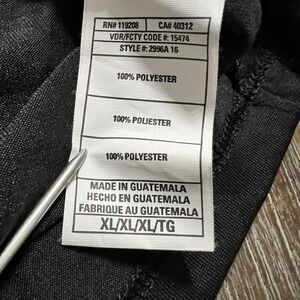 RN# 119208 CA# 40312
VDR/FCTY CODE #: 15474
STYLE #: 2996A 16
100% POLYESTER
100% POLIESTER
100% POLYESTER
MADE IN GUATEMALA
HECHO EN GUATEMALA
FABRIQUE AU GUATEMALA
XL/XL/XL/TG